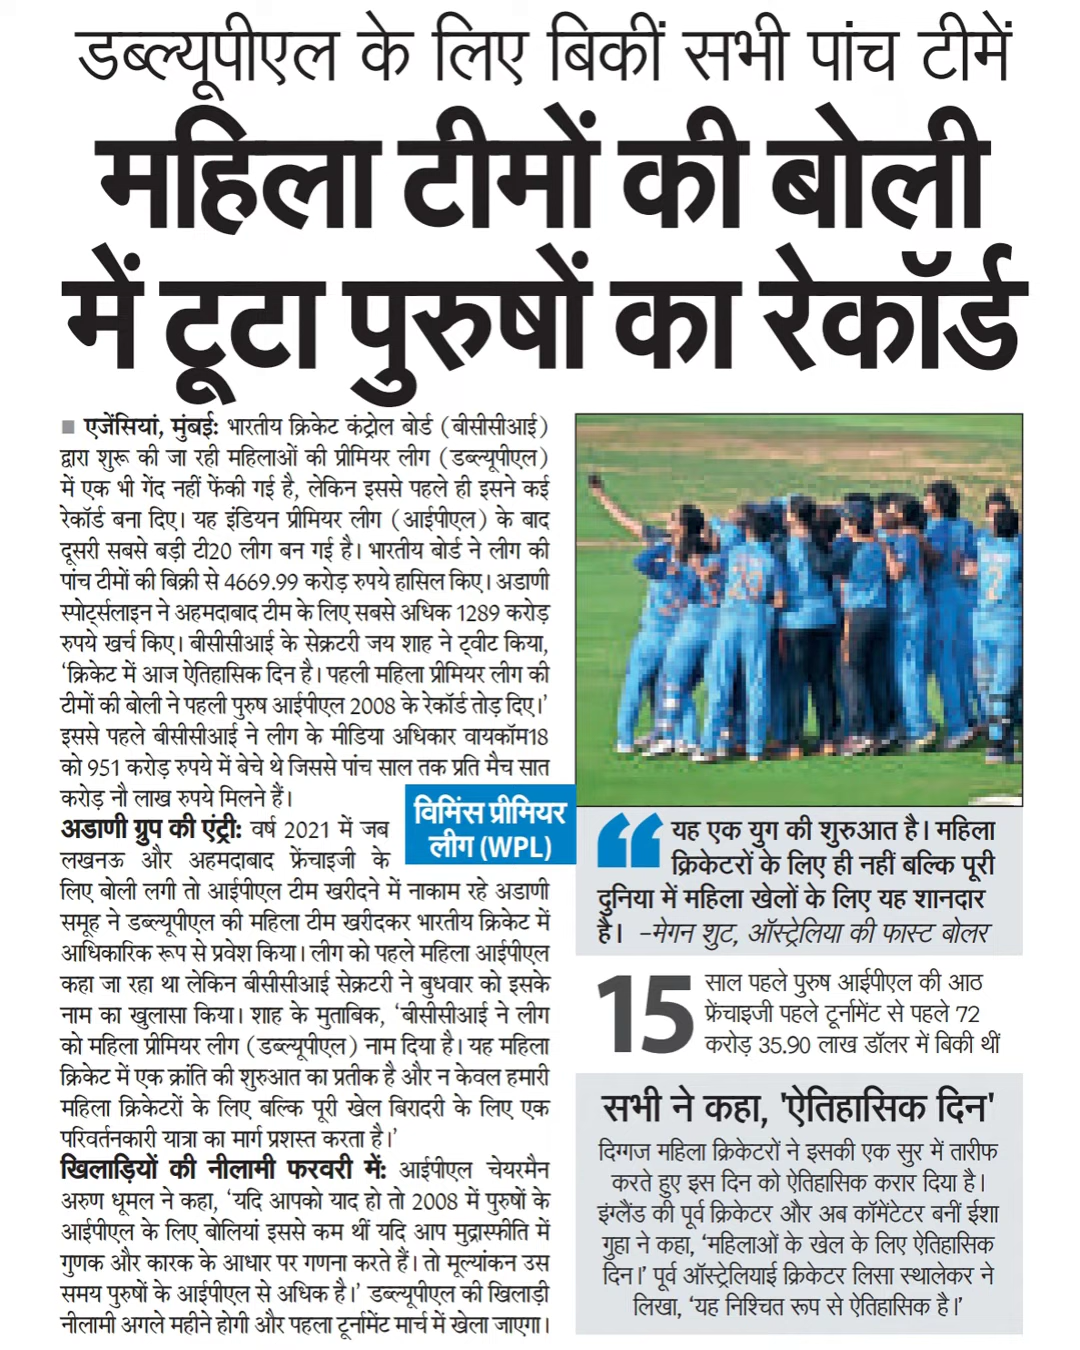 डब्ल्यूपीएल के लिए बिकीं सभी पांच टीमें
महिला टीमों की बोली
में टूटा पुरुषों का रेकॉर्ड
■ एजेंसियां, मुंबई: भारतीय क्रिकेट कंट्रोल बोर्ड (बीसीसीआई)
द्वारा शुरू की जा रही महिलाओं की प्रीमियर लीग (डब्ल्यूपीएल)
में एक भी गेंद नहीं फेंकी गई है, लेकिन इससे पहले ही इसने कई
रेकॉर्ड बना दिए। यह इंडियन प्रीमियर लीग (आईपीएल) के बाद
दूसरी सबसे बड़ी टी20 लीग बन गई है। भारतीय बोर्ड ने लीग की
पांच टीमों की बिक्री से 4669.99 करोड़ रुपये हासिल किए। अडाणी
स्पोर्ट्सलाइन ने अहमदाबाद टीम के लिए सबसे अधिक 1289 करोड़
रुपये खर्च किए। बीसीसीआई के सेक्रटरी जय शाह ने ट्वीट किया,
'क्रिकेट में आज ऐतिहासिक दिन है। पहली महिला प्रीमियर लीग की
टीमों की बोली ने पहली पुरुष आईपीएल 2008 के रेकॉर्ड तोड़ दिए।'
इससे पहले बीसीसीआई ने लीग के मीडिया अधिकार वायकॉम18
को 951 करोड़ रुपये में बेचे थे जिससे पांच साल तक प्रति मैच सात
करोड़ नौ लाख रुपये मिलने हैं।
अडाणी ग्रुप की एंट्री: वर्ष 2021 में जब
लखनऊ और अहमदाबाद फ्रेंचाइजी के
लिए बोली लगी तो आईपीएल टीम खरीदने में नाकाम रहे अडाणी
समूह ने डब्ल्यूपीएल की महिला टीम खरीदकर भारतीय क्रिकेट में
आधिकारिक रूप से प्रवेश किया। लीग को पहले महिला आईपीएल
कहा जा रहा था लेकिन बीसीसीआई सेक्रटरी ने बुधवार को इसके
नाम का खुलासा किया। शाह के मुताबिक, 'बीसीसीआई ने लीग
को महिला प्रीमियर लीग (डब्ल्यूपीएल) नाम दिया है। यह महिला
क्रिकेट में एक क्रांति की शुरुआत का प्रतीक है और न केवल हमारी
महिला क्रिकेटरों के लिए बल्कि पूरी खेल बिरादरी के लिए एक
परिवर्तनकारी यात्रा का मार्ग प्रशस्त करता है।'
खिलाड़ियों की नीलामी फरवरी में: आईपीएल चेयरमैन
अरुण धूमल ने कहा, 'यदि आपको याद हो तो 2008 में पुरुषों के
आईपीएल के लिए बोलियां इससे कम थीं यदि आप मुद्रास्फीति में
गुणक और कारक के आधार पर गणना करते हैं। तो मूल्यांकन उस
समय पुरुषों के आईपीएल से अधिक है।' डब्ल्यूपीएल की खिलाड़ी
नीलामी अगले महीने होगी और पहला टूर्नामेंट मार्च में खेला जाएगा।
विमिंस प्रीमियर
लीग (WPL)
“ यह एक युग की शुरुआत है। महिला
क्रिकेटरों के लिए ही नहीं बल्कि पूरी
दुनिया में महिला खेलों के लिए यह शानदार
है। -मेगन शुट, ऑस्ट्रेलिया की फास्ट बोलर
15 साल पहले पुरुष आईपीएल की आठ
फ्रेंचाइजी पहले टूर्नामेंट से पहले 72
करोड़ 35.90 लाख डॉलर में बिकी थीं
सभी ने कहा, 'ऐतिहासिक दिन'
दिग्गज महिला क्रिकेटरों ने इसकी एक सुर में तारीफ
करते हुए इस दिन को ऐतिहासिक करार दिया है।
इंग्लैंड की पूर्व क्रिकेटर और अब कॉमेंटेटर बनीं ईशा
गुहा ने कहा, 'महिलाओं के खेल के लिए ऐतिहासिक
दिन।' पूर्व ऑस्ट्रेलियाई क्रिकेटर लिसा स्थालेकर ने
लिखा, 'यह निश्चित रूप से ऐतिहासिक है।'